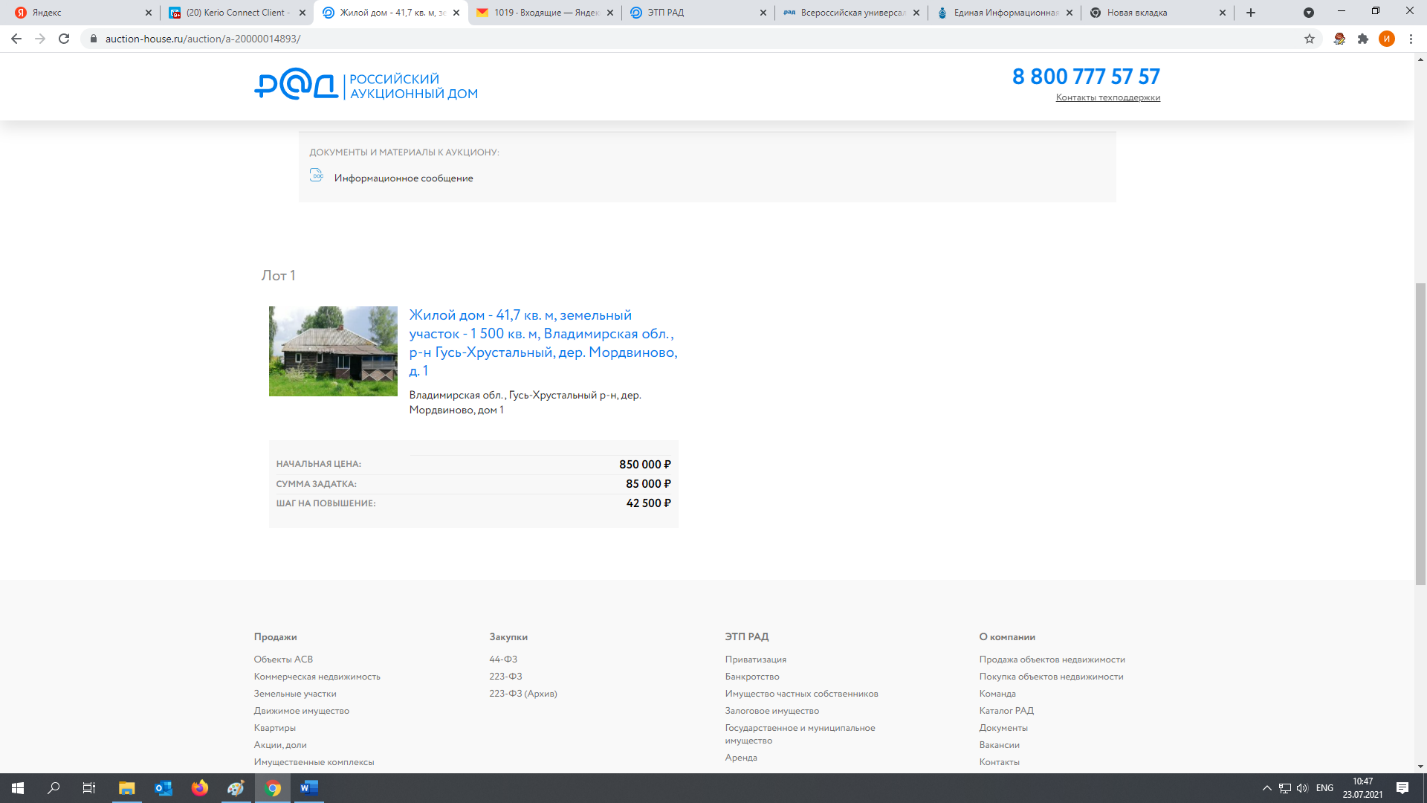 Яндекс
(20) Kerio Connect Client -
Жилой дом - 41,7 кв. м, зе
1019 · Входящие — Яндекс
ЭТП РАД
Всероссийская универсал
Единая Информационная
Новая вкладка
auction-house.ru/auction/a-20000014893/
РАД РОССИЙСКИЙ
АУКЦИОННЫЙ ДОМ
8 800 777 57 57
Контакты техподдержки
ДОКУМЕНТЫ И МАТЕРИАЛЫ К АУКЦИОНУ:
Информационное сообщение
Лот 1
Жилой дом - 41,7 кв. м, земельный
участок - 1 500 кв. м, Владимирская обл.,
р-н Гусь-Хрустальный, дер. Мордвиново,
д. 1
Владимирская обл., Гусь-Хрустальный р-н, дер.
Мордвиново, дом 1
НАЧАЛЬНАЯ ЦЕНА: 850 000 ₽
СУММА ЗАДАТКА: 85 000 ₽
ШАГ НА ПОВЫШЕНИЕ: 42 500 ₽
Продажи
Объекты АСВ
Коммерческая недвижимость
Земельные участки
Движимое имущество
Квартиры
Акции, доли
Имущественные комплексы
Закупки
44-ФЗ
223-ФЗ
223-ФЗ (Архив)
ЭТП РАД
Приватизация
Банкротство
Имущество частных собственников
Залоговое имущество
Государственное и муниципальное
имущество
Аренда
О компании
Продажа объектов недвижимости
Покупка объектов недвижимости
Команда
Каталог РАД
Документы
Вакансии
Контакты
ENG
10:47
23.07.2021